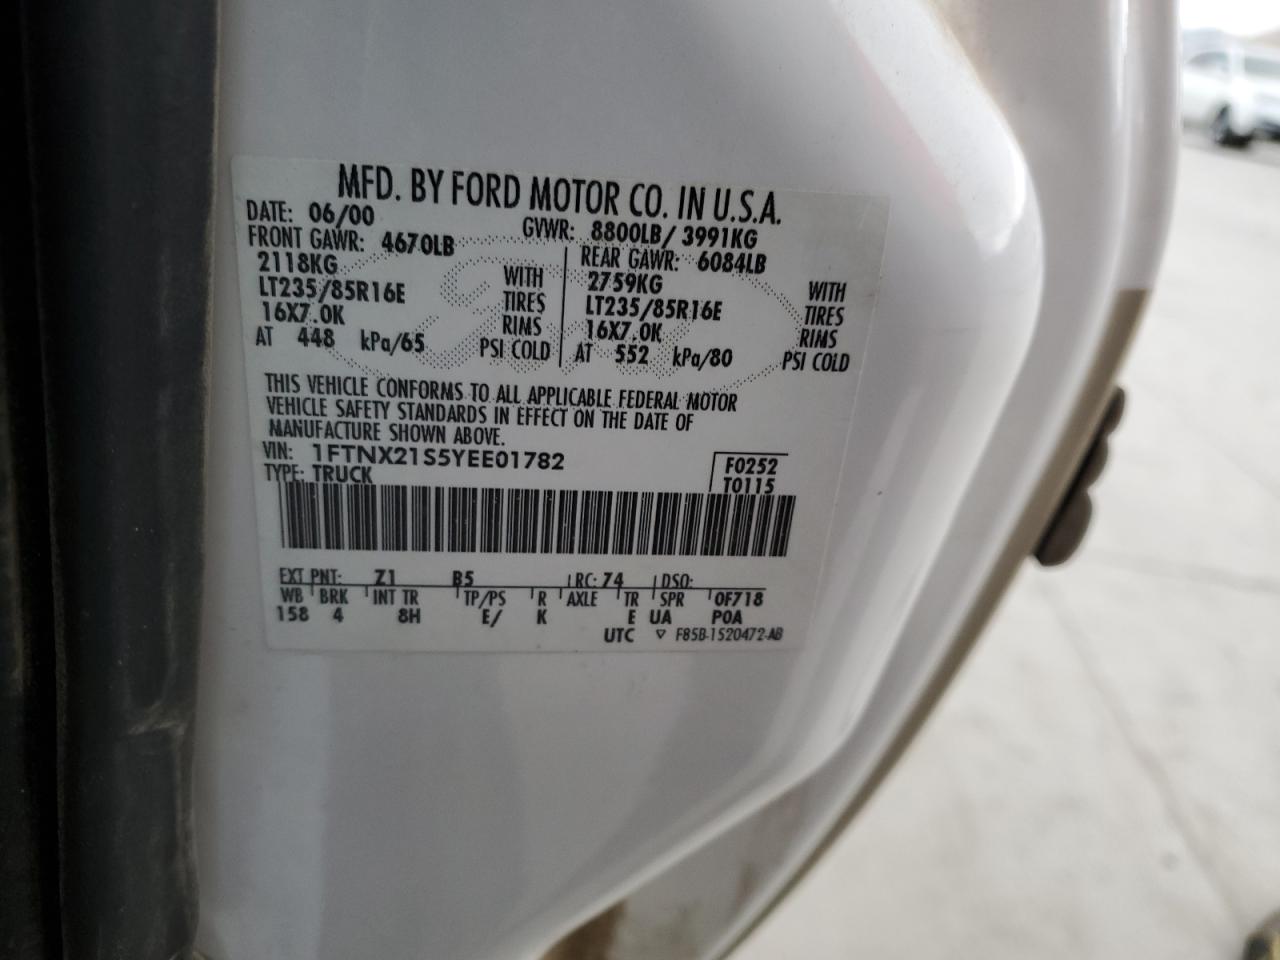 MFD. BY FORD MOTOR CO. IN U.S.A.
DATE: 06/00 GVWR: 8800LB/ 3991KG
FRONT GAWR: 4670LB REAR GAWR: 6084LB
2118KG WITH 2759KG WITH
LT235/85R16E TIRES LT235/85R16E TIRES
16X7.0K RIMS 16X7.0K RIMS
AT 448 kPa/65 PSI COLD AT 552 kPa/80 PSI COLD
THIS VEHICLE CONFORMS TO ALL APPLICABLE FEDERAL MOTOR
VEHICLE SAFETY STANDARDS IN EFFECT ON THE DATE OF
MANUFACTURE SHOWN ABOVE.
VIN: 1FTNX21S5YEE01782 F0252
TYPE: TRUCK T0115
EXT PNT: Z1 B5 RC: 74 DSO:
WB BRK INT TR TP/PS R AXLE TR SPR 0F718
158 4 8H E/ K E UA P0A
UTC ▽ F85B-1520472-AB